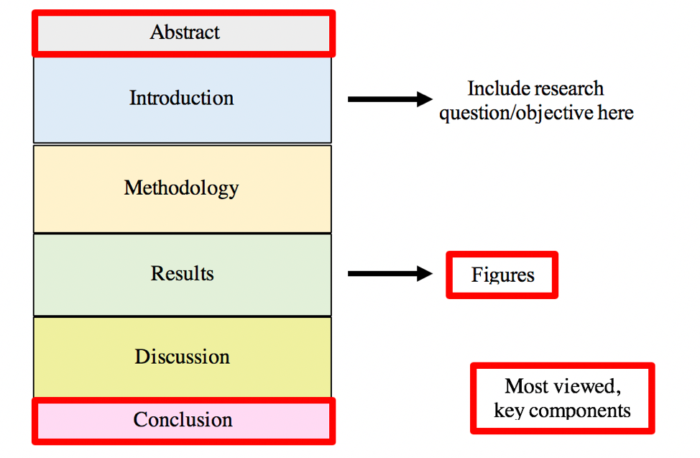 Abstract
Introduction
Include research
question/objective here
Methodology
Results
Figures
Discussion
Most viewed,
key components
Conclusion